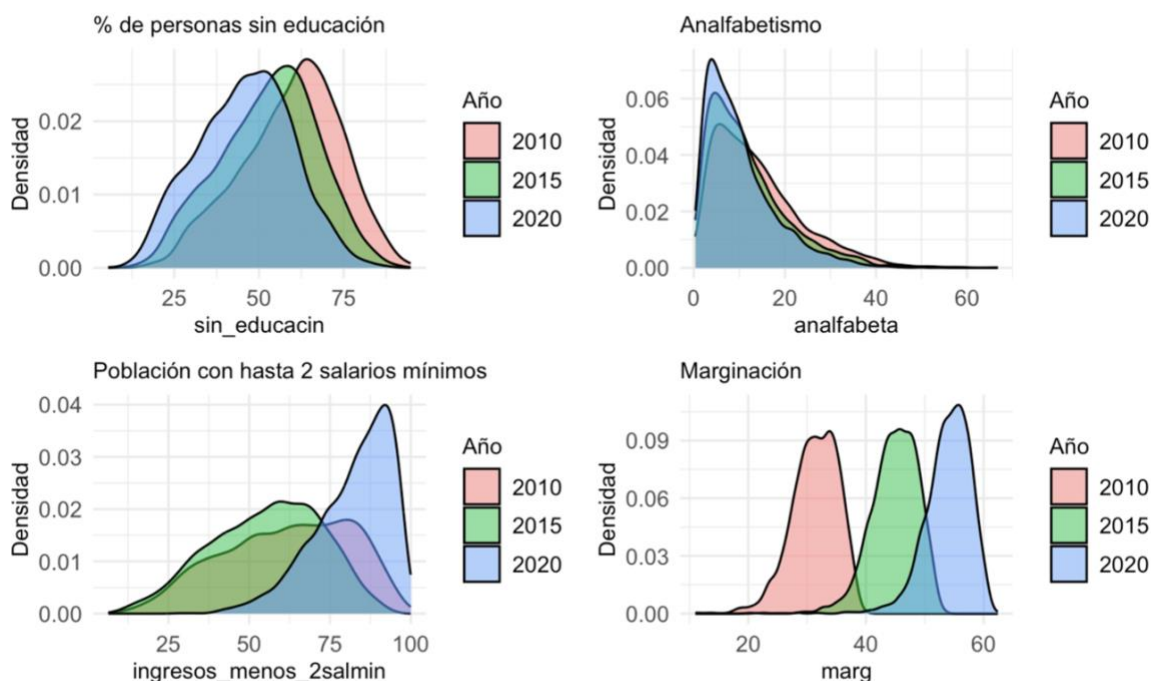 % de personas sin educación
Densidad
0.02
0.01
0.00
25 50 75
sin_educacin
Año
2010
2015
2020
Analfabetismo
Densidad
0.06
0.04
0.02
0.00
0 20 40 60
analfabeta
Año
2010
2015
2020
Población con hasta 2 salarios mínimos
Densidad
0.04
0.03
0.02
0.01
0.00
25 50 75 100
ingresos_menos_2salmin
Año
2010
2015
2020
Marginación
Densidad
0.09
0.06
0.03
0.00
20 40 60
marg
Año
2010
2015
2020